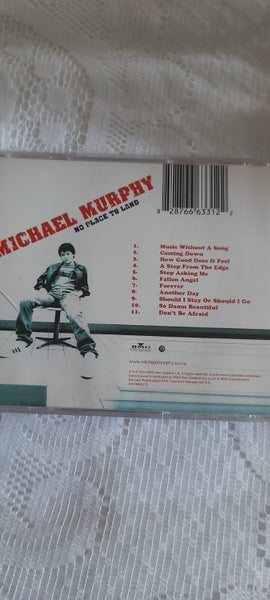 MICHAEL MURPHY
NO PLACE TO LAND
8 28766 63312 2
1. Music Without A Song
2. Coming Down
3. How Good Does It Feel
4. A Step From The Edge
5. Stop Asking Me
6. Fallen Angel
7. Forever
8. Another Day
9. Should I Stay Or Should I Go
10. So Damn Beautiful
11. Don't Be Afraid
BMG
www.michaelmurphy.co.nz